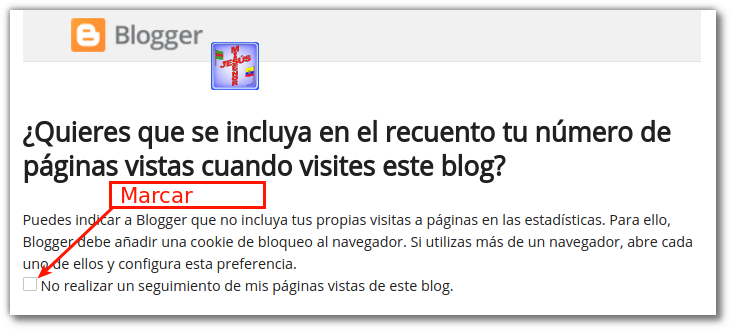 Blogger
MISENE
JESÚS
¿Quieres que se incluya en el recuento tu número de
páginas vistas cuando visites este blog?
Marcar
Puedes indicar a Blogger que no incluya tus propias visitas a páginas en las estadísticas. Para ello,
Blogger debe añadir una cookie de bloqueo al navegador. Si utilizas más de un navegador, abre cada
uno de ellos y configura esta preferencia.
No realizar un seguimiento de mis páginas vistas de este blog.